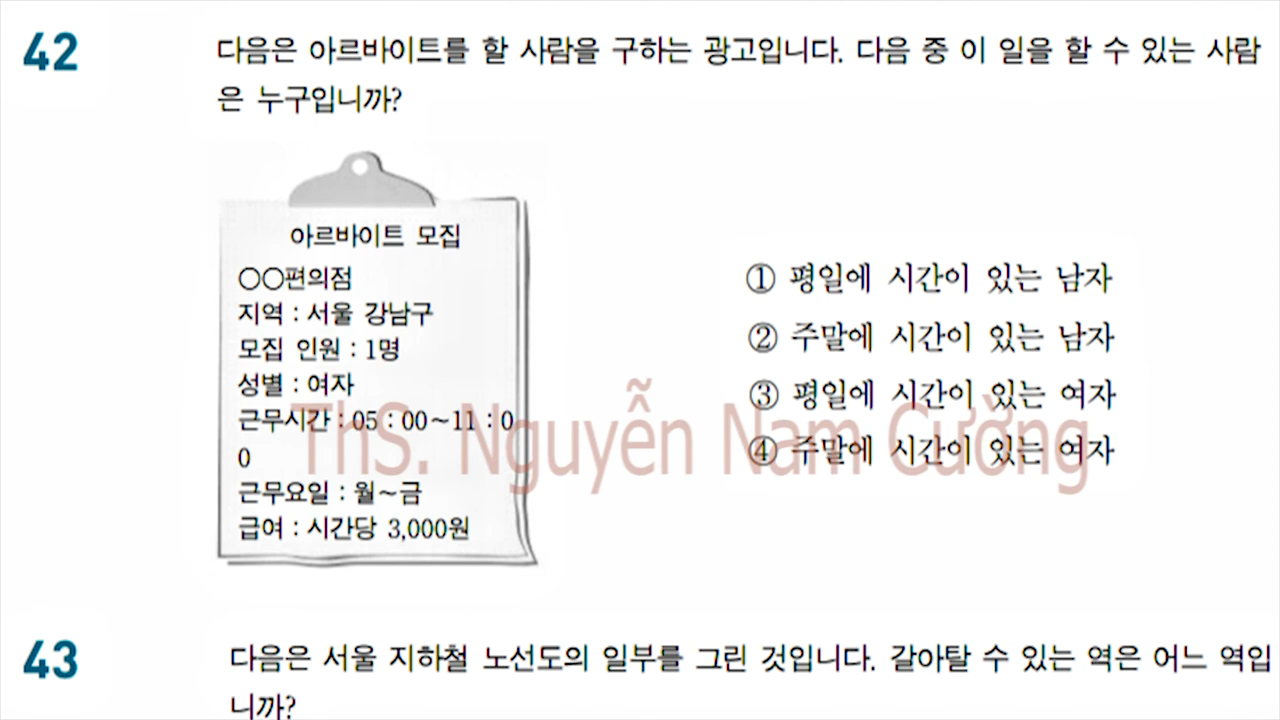 42
다음은 아르바이트를 할 사람을 구하는 광고입니다. 다음 중 이 일을 할 수 있는 사람
은 누구입니까?
아르바이트 모집
○○편의점
지역 : 서울 강남구
모집 인원 : 1명
성별 : 여자
근무시간 : 05 : 00~11 : 0
0
근무요일 : 월~금
급여 : 시간당 3,000원
① 평일에 시간이 있는 남자
② 주말에 시간이 있는 남자
③ 평일에 시간이 있는 여자
④ 주말에 시간이 있는 여자
ThS. Nguyễn Nam Cường
43
다음은 서울 지하철 노선도의 일부를 그린 것입니다. 갈아탈 수 있는 역은 어느 역입
니까?